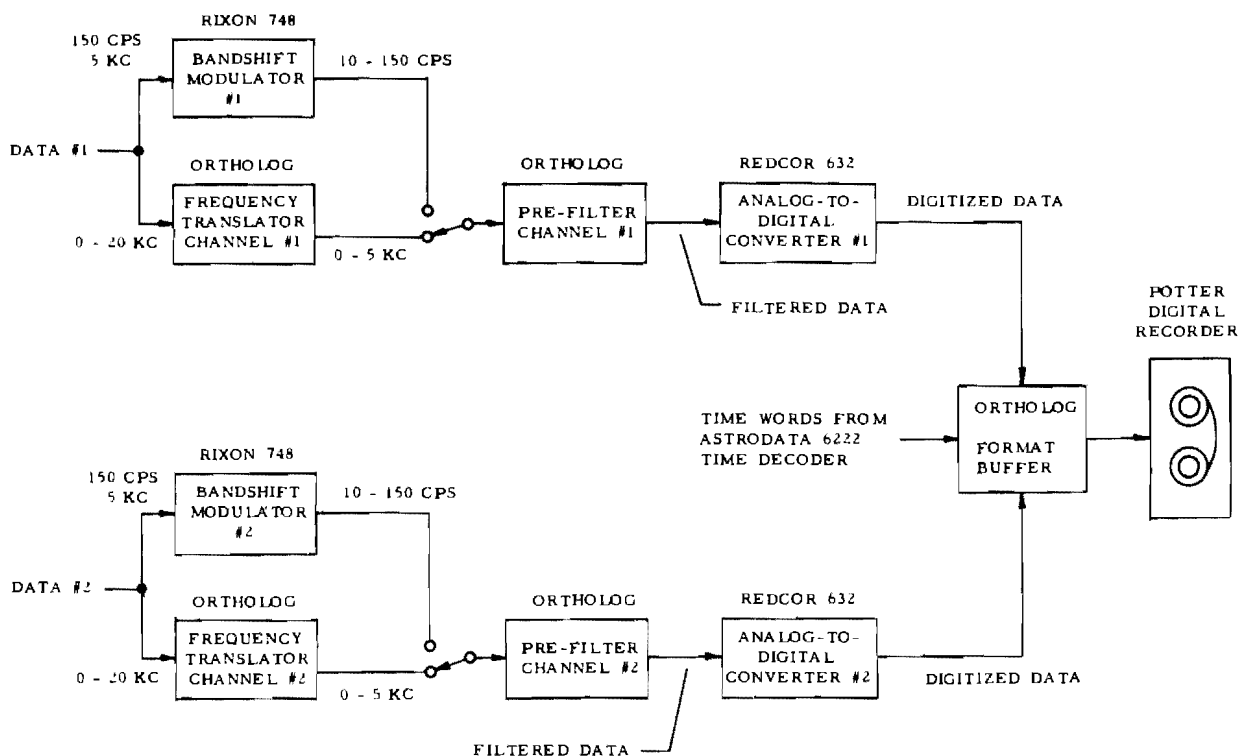 RIXON 748
150 CPS
5 KC
BANDSHIFT
MODULATOR
#1
10 - 150 CPS
DATA #1
ORTHOLOG
FREQUENCY
TRANSLATOR
CHANNEL #1
0 - 20 KC
0 - 5 KC
ORTHOLOG
PRE-FILTER
CHANNEL #1
FILTERED DATA
REDCOR 632
ANALOG-TO-
DIGITAL
CONVERTER #1
DIGITIZED DATA
POTTER
DIGITAL
RECORDER
TIME WORDS FROM
ASTRODATA 6222
TIME DECODER
ORTHOLOG
FORMAT
BUFFER
RIXON 748
150 CPS
5 KC
BANDSHIFT
MODULATOR
#2
10 - 150 CPS
DATA #2
ORTHOLOG
FREQUENCY
TRANSLATOR
CHANNEL #2
0 - 20 KC
0 - 5 KC
ORTHOLOG
PRE-FILTER
CHANNEL #2
FILTERED DATA
REDCOR 632
ANALOG-TO-
DIGITAL
CONVERTER #2
DIGITIZED DATA